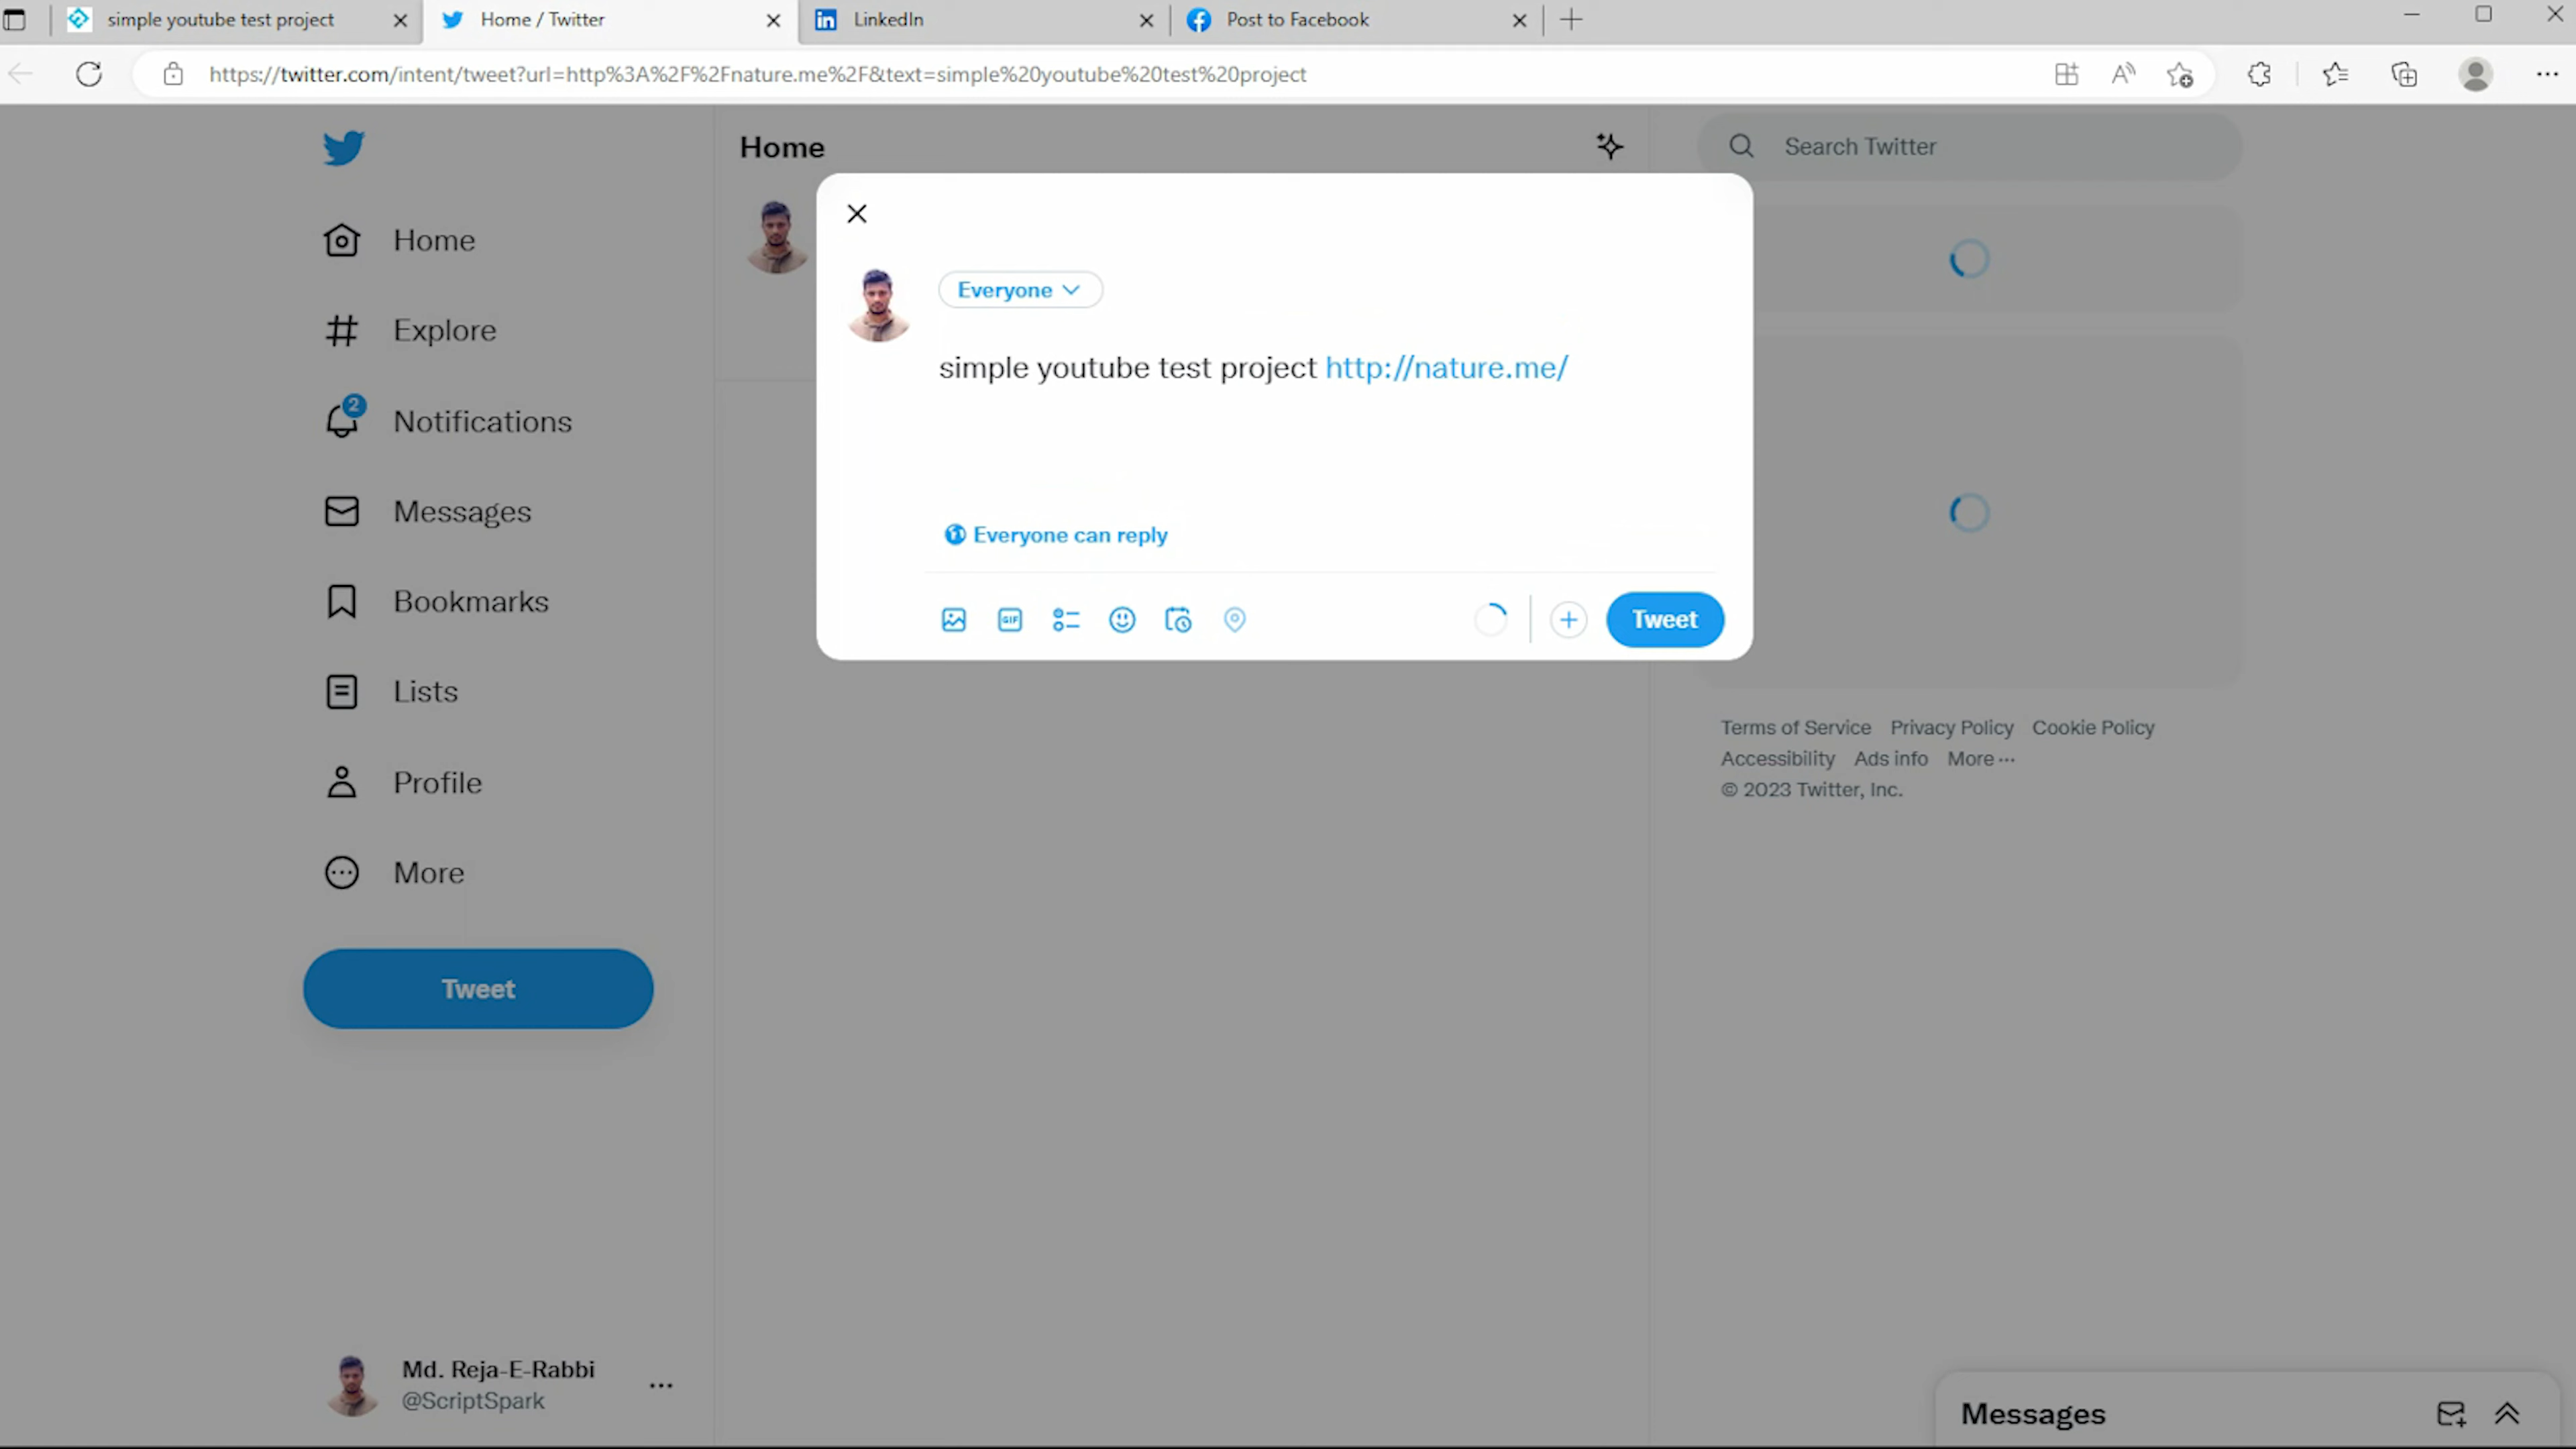 simple youtube test project
Home / Twitter
LinkedIn
Post to Facebook
https://twitter.com/intent/tweet?url=http%3A%2F%2Fnature.me%2F&text=simple%20youtube%20test%20project
Home
Search Twitter
Home
Explore
2
Notifications
Messages
Bookmarks
Lists
Profile
More
Tweet
Everyone
simple youtube test project http://nature.me/
Everyone can reply
GIF
Tweet
Terms of Service Privacy Policy Cookie Policy
Accessibility Ads info More ...
© 2023 Twitter, Inc.
Md. Reja-E-Rabbi
@ScriptSpark
Messages